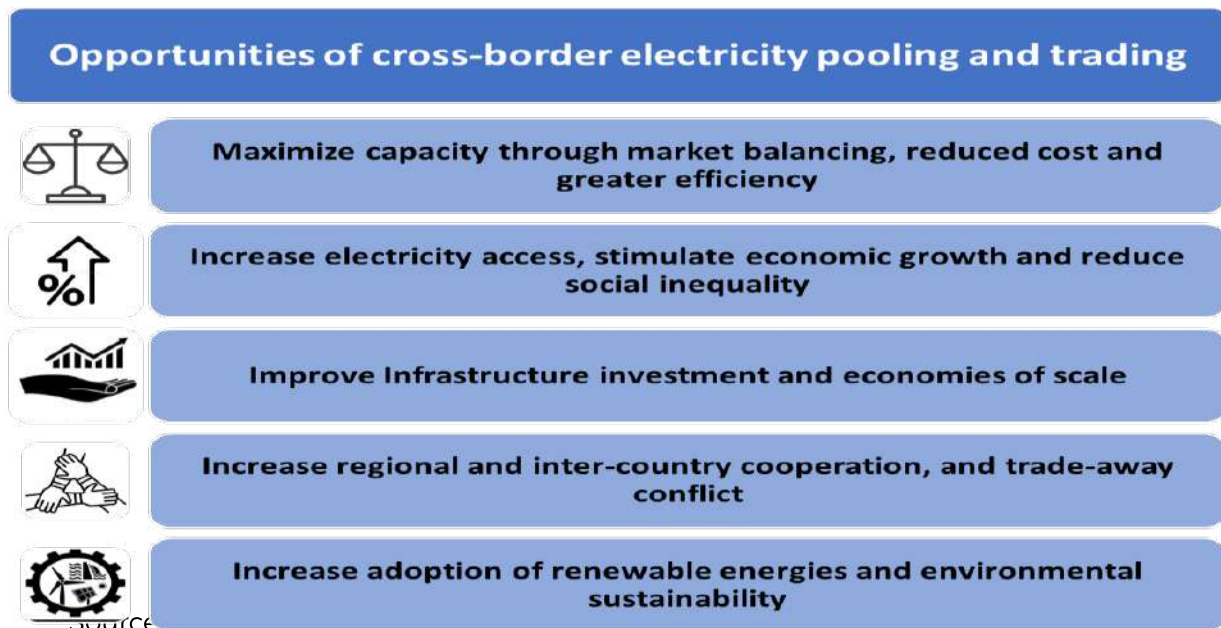 Opportunities of cross-border electricity pooling and trading
Maximize capacity through market balancing, reduced cost and
greater efficiency
Increase electricity access, stimulate economic growth and reduce
social inequality
%
Improve Infrastructure investment and economies of scale
Increase regional and inter-country cooperation, and trade-away
conflict
Increase adoption of renewable energies and environmental
sustainability